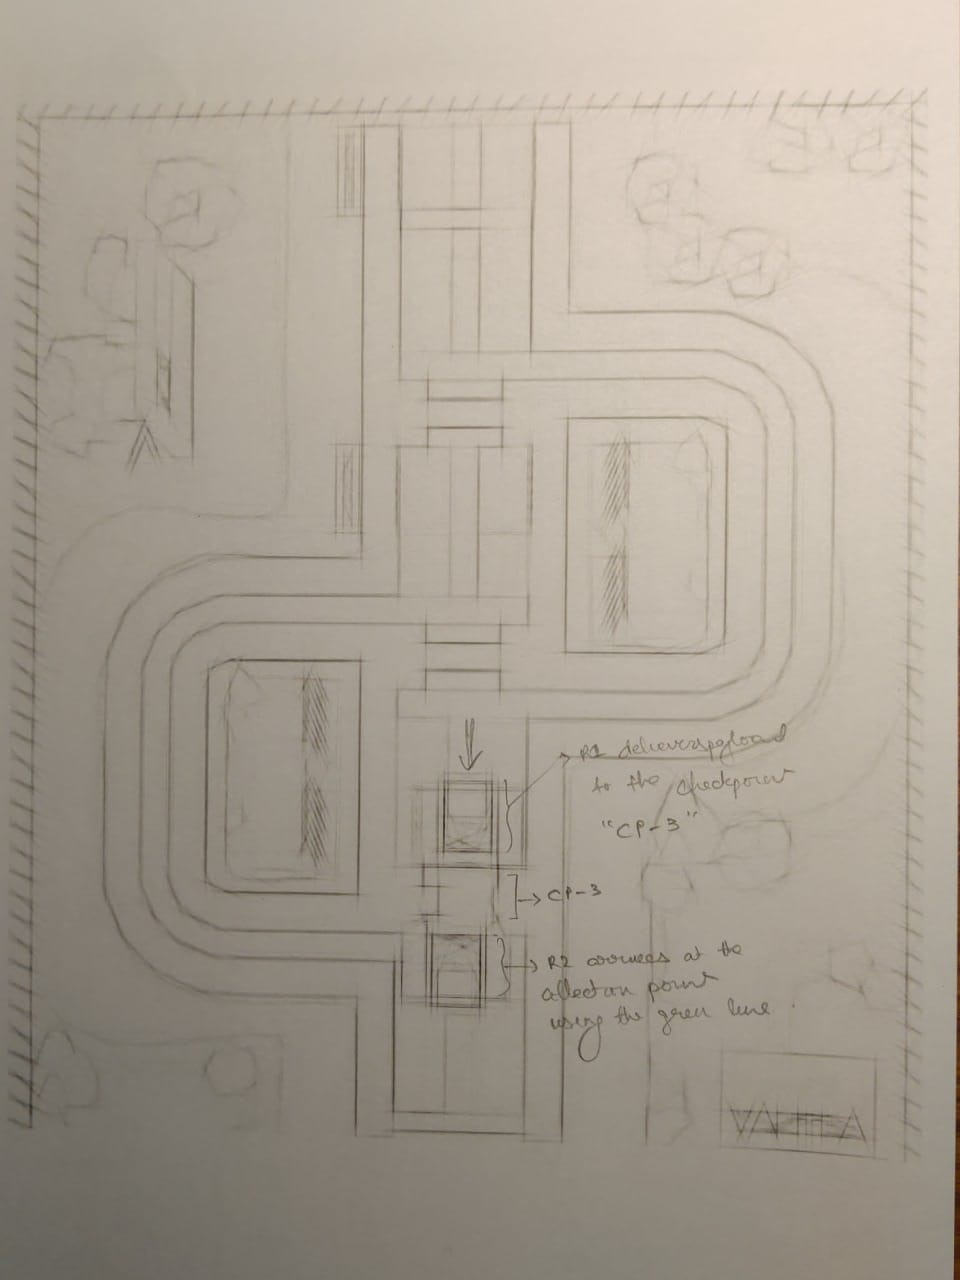 R1 delivers payload
to the checkpoint
"CP-3"
→ CP-3
→ R2 arrives at the
collection point
using the green line.